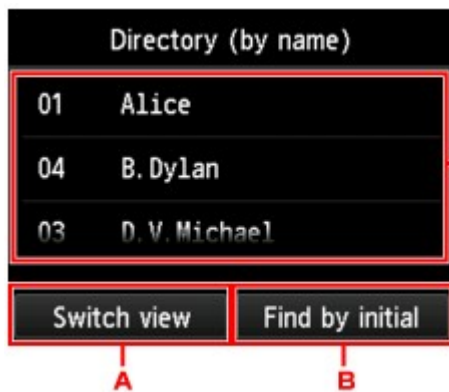 Directory (by name)
01 Alice
04 B.Dylan
03 D.V.Michael
Switch view Find by initial
A B